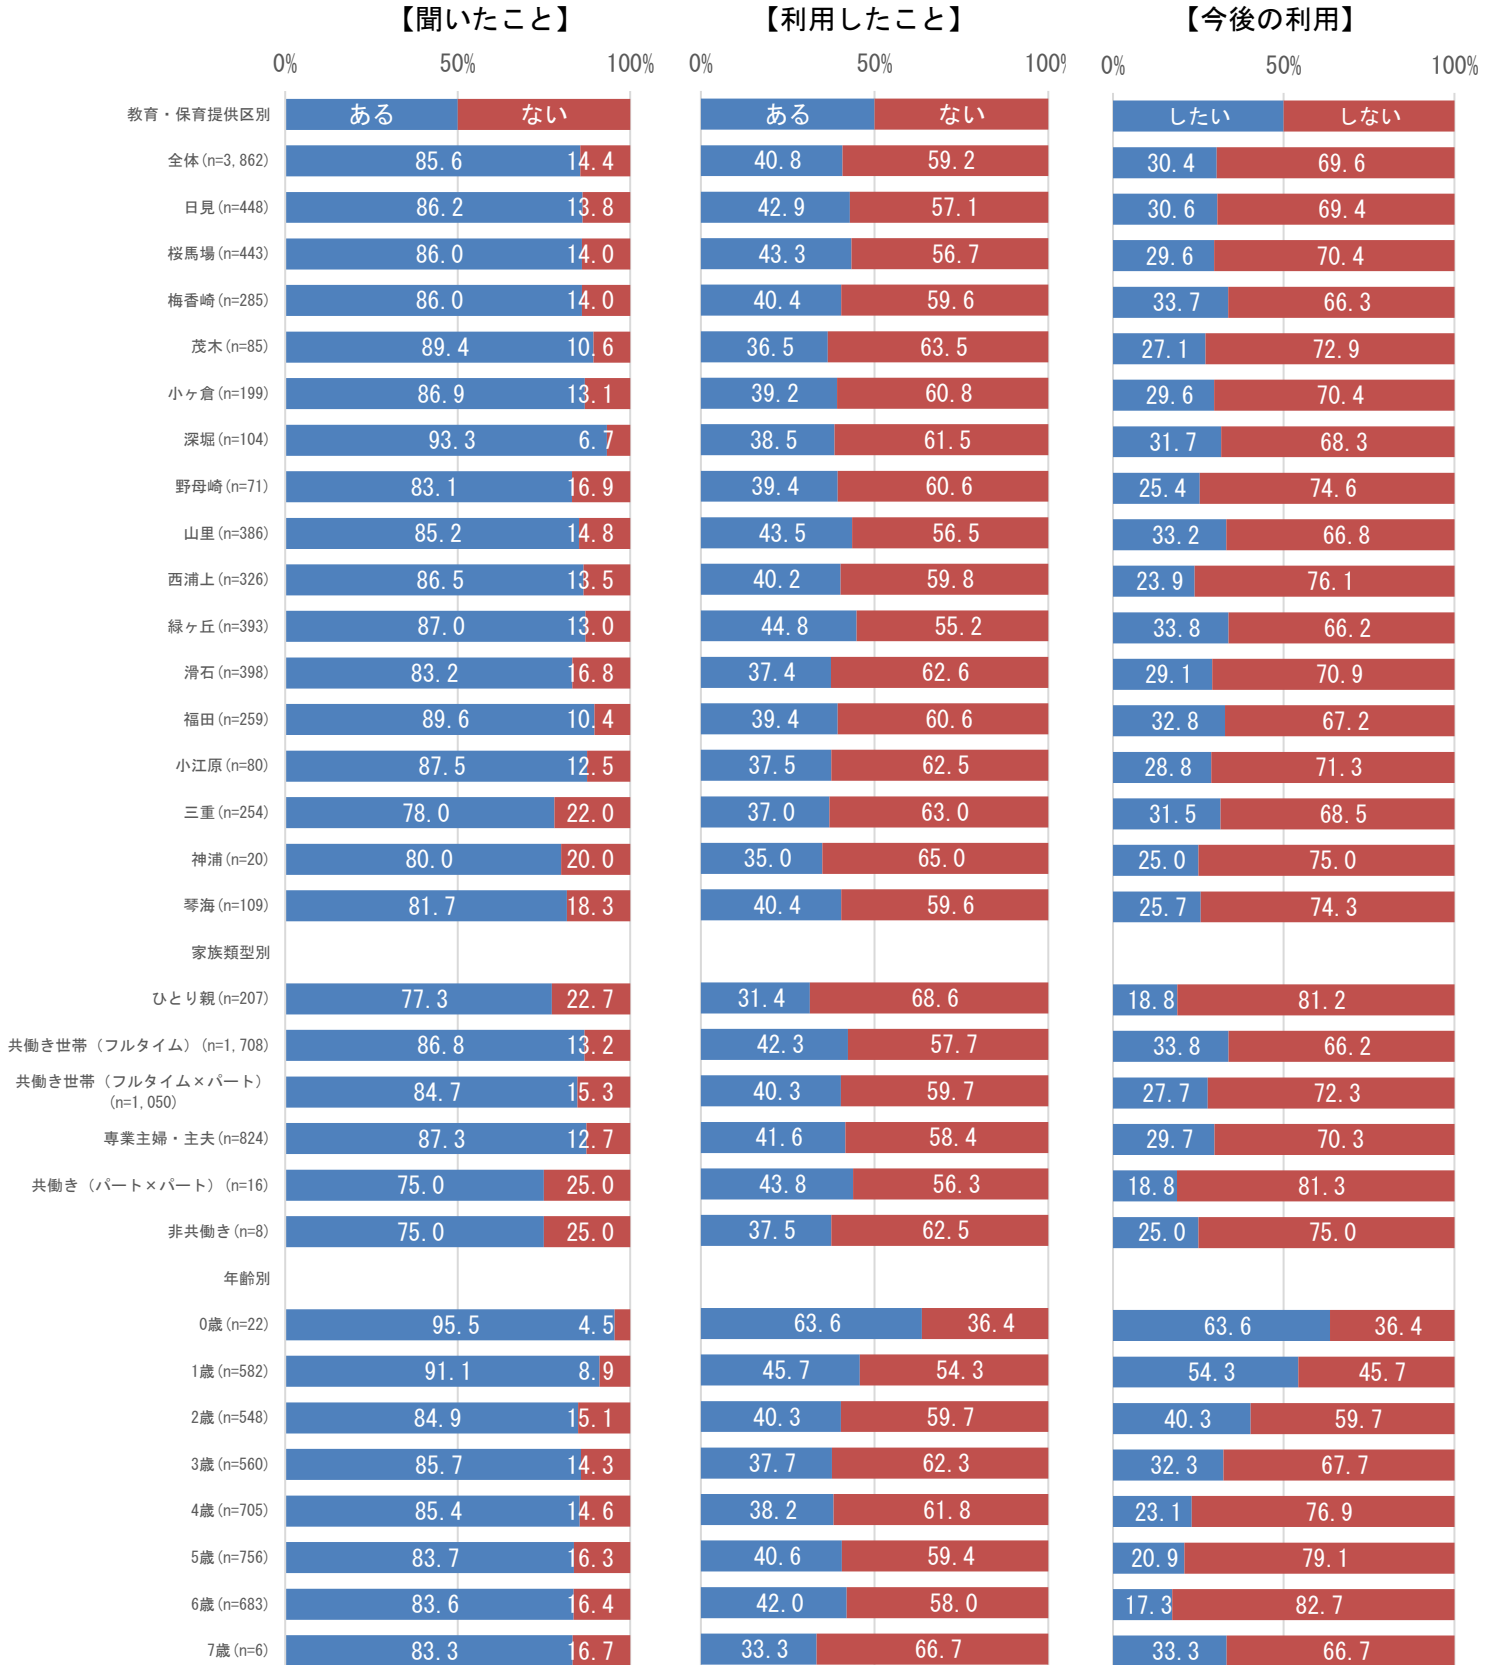 【聞いたこと】 【利用したこと】 【今後の利用】
0% 50% 100% 0% 50% 100% 0% 50% 100%
教育・保育提供区別 ある ない ある ない したい しない
全体(n=3,862) 85.6 14.4 40.8 59.2 30.4 69.6
日見(n=448) 86.2 13.8 42.9 57.1 30.6 69.4
桜馬場(n=443) 86.0 14.0 43.3 56.7 29.6 70.4
梅香崎(n=285) 86.0 14.0 40.4 59.6 33.7 66.3
茂木(n=85) 89.4 10.6 36.5 63.5 27.1 72.9
小ヶ倉(n=199) 86.9 13.1 39.2 60.8 29.6 70.4
深堀(n=104) 93.3 6.7 38.5 61.5 31.7 68.3
野母崎(n=71) 83.1 16.9 39.4 60.6 25.4 74.6
山里(n=386) 85.2 14.8 43.5 56.5 33.2 66.8
西浦上(n=326) 86.5 13.5 40.2 59.8 23.9 76.1
緑ヶ丘(n=393) 87.0 13.0 44.8 55.2 33.8 66.2
滑石(n=398) 83.2 16.8 37.4 62.6 29.1 70.9
福田(n=259) 89.6 10.4 39.4 60.6 32.8 67.2
小江原(n=80) 87.5 12.5 37.5 62.5 28.8 71.3
三重(n=254) 78.0 22.0 37.0 63.0 31.5 68.5
神浦(n=20) 80.0 20.0 35.0 65.0 25.0 75.0
琴海(n=109) 81.7 18.3 40.4 59.6 25.7 74.3
家族類型別
ひとり親(n=207) 77.3 22.7 31.4 68.6 18.8 81.2
共働き世帯（フルタイム）(n=1,708) 86.8 13.2 42.3 57.7 33.8 66.2
共働き世帯（フルタイム×パート）
(n=1,050) 84.7 15.3 40.3 59.7 27.7 72.3
専業主婦・主夫(n=824) 87.3 12.7 41.6 58.4 29.7 70.3
共働き（パート×パート）(n=16) 75.0 25.0 43.8 56.3 18.8 81.3
非共働き(n=8) 75.0 25.0 37.5 62.5 25.0 75.0
年齢別
0歳(n=22) 95.5 4.5 63.6 36.4 63.6 36.4
1歳(n=582) 91.1 8.9 45.7 54.3 54.3 45.7
2歳(n=548) 84.9 15.1 40.3 59.7 40.3 59.7
3歳(n=560) 85.7 14.3 37.7 62.3 32.3 67.7
4歳(n=705) 85.4 14.6 38.2 61.8 23.1 76.9
5歳(n=756) 83.7 16.3 40.6 59.4 20.9 79.1
6歳(n=683) 83.6 16.4 42.0 58.0 17.3 82.7
7歳(n=6) 83.3 16.7 33.3 66.7 33.3 66.7